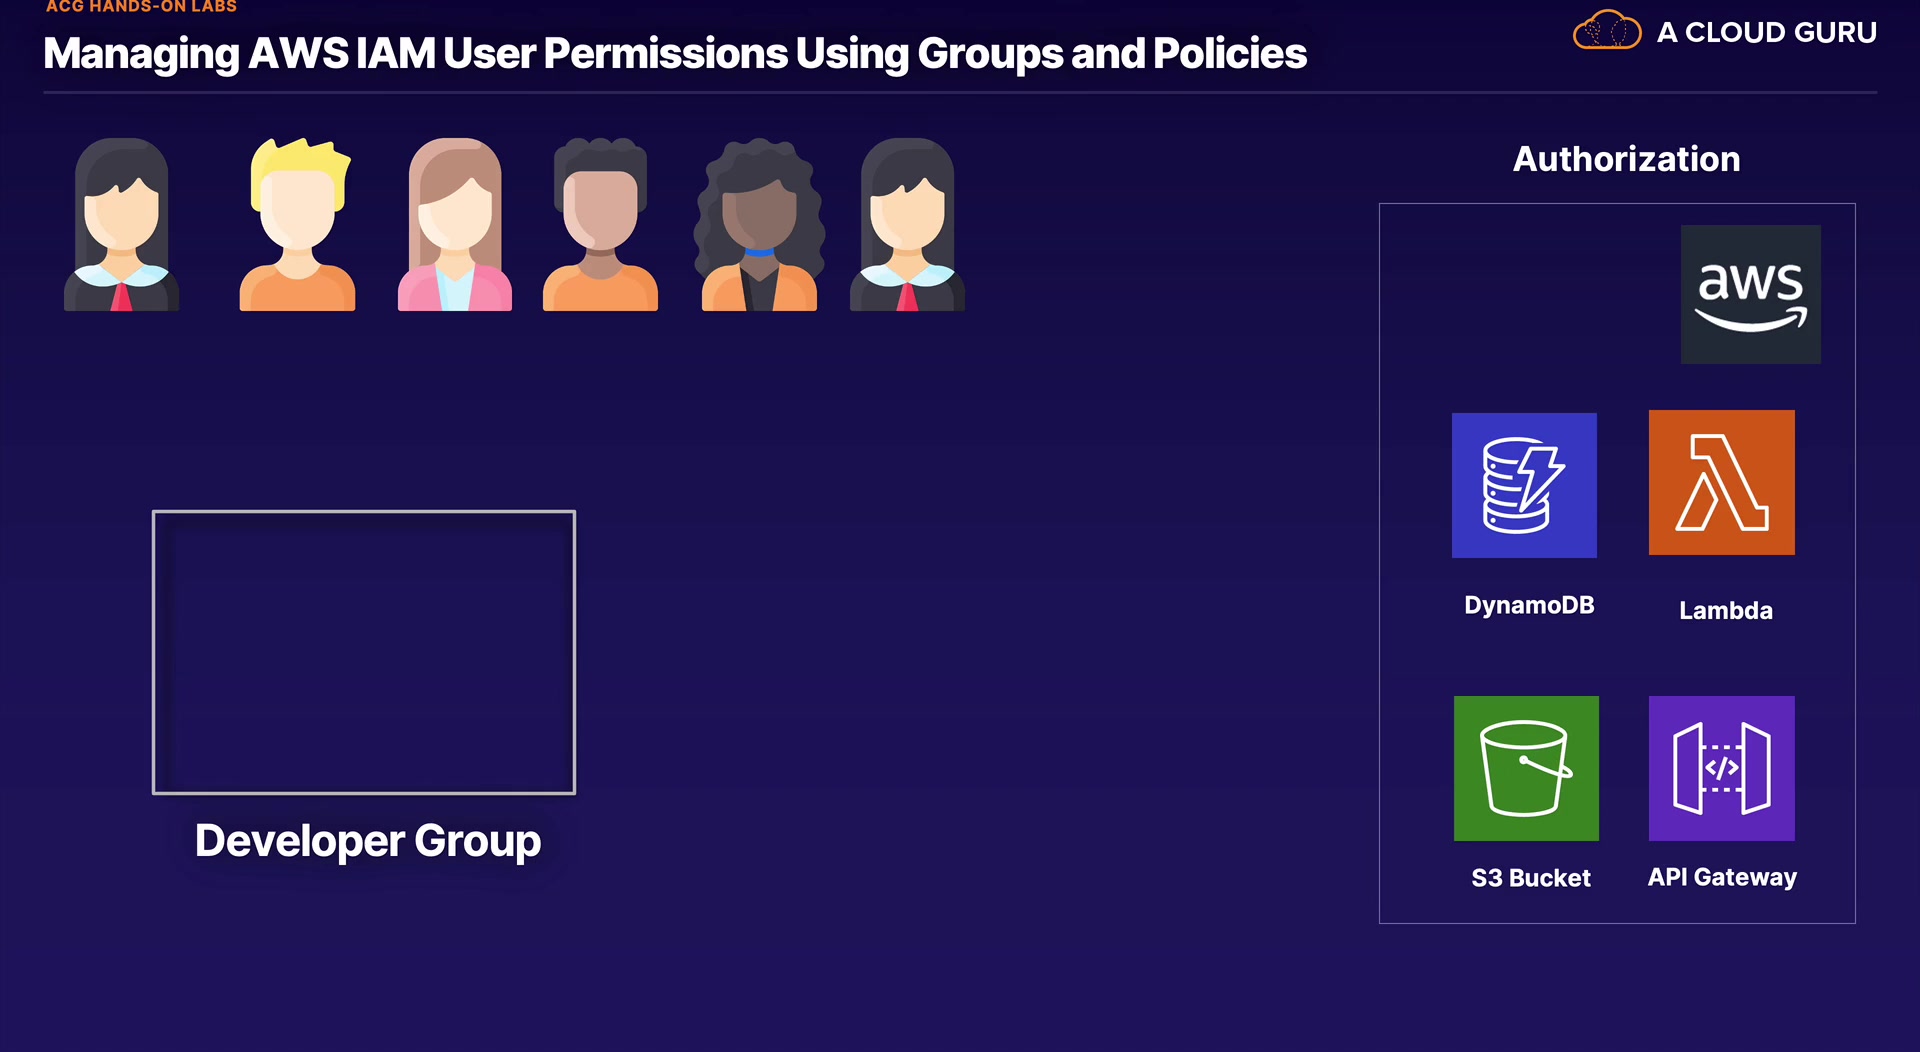 ACG HANDS-ON LABS
Managing AWS IAM User Permissions Using Groups and Policies
A CLOUD GURU
Authorization
aws
DynamoDB
Lambda
</>
S3 Bucket
API Gateway
Developer Group